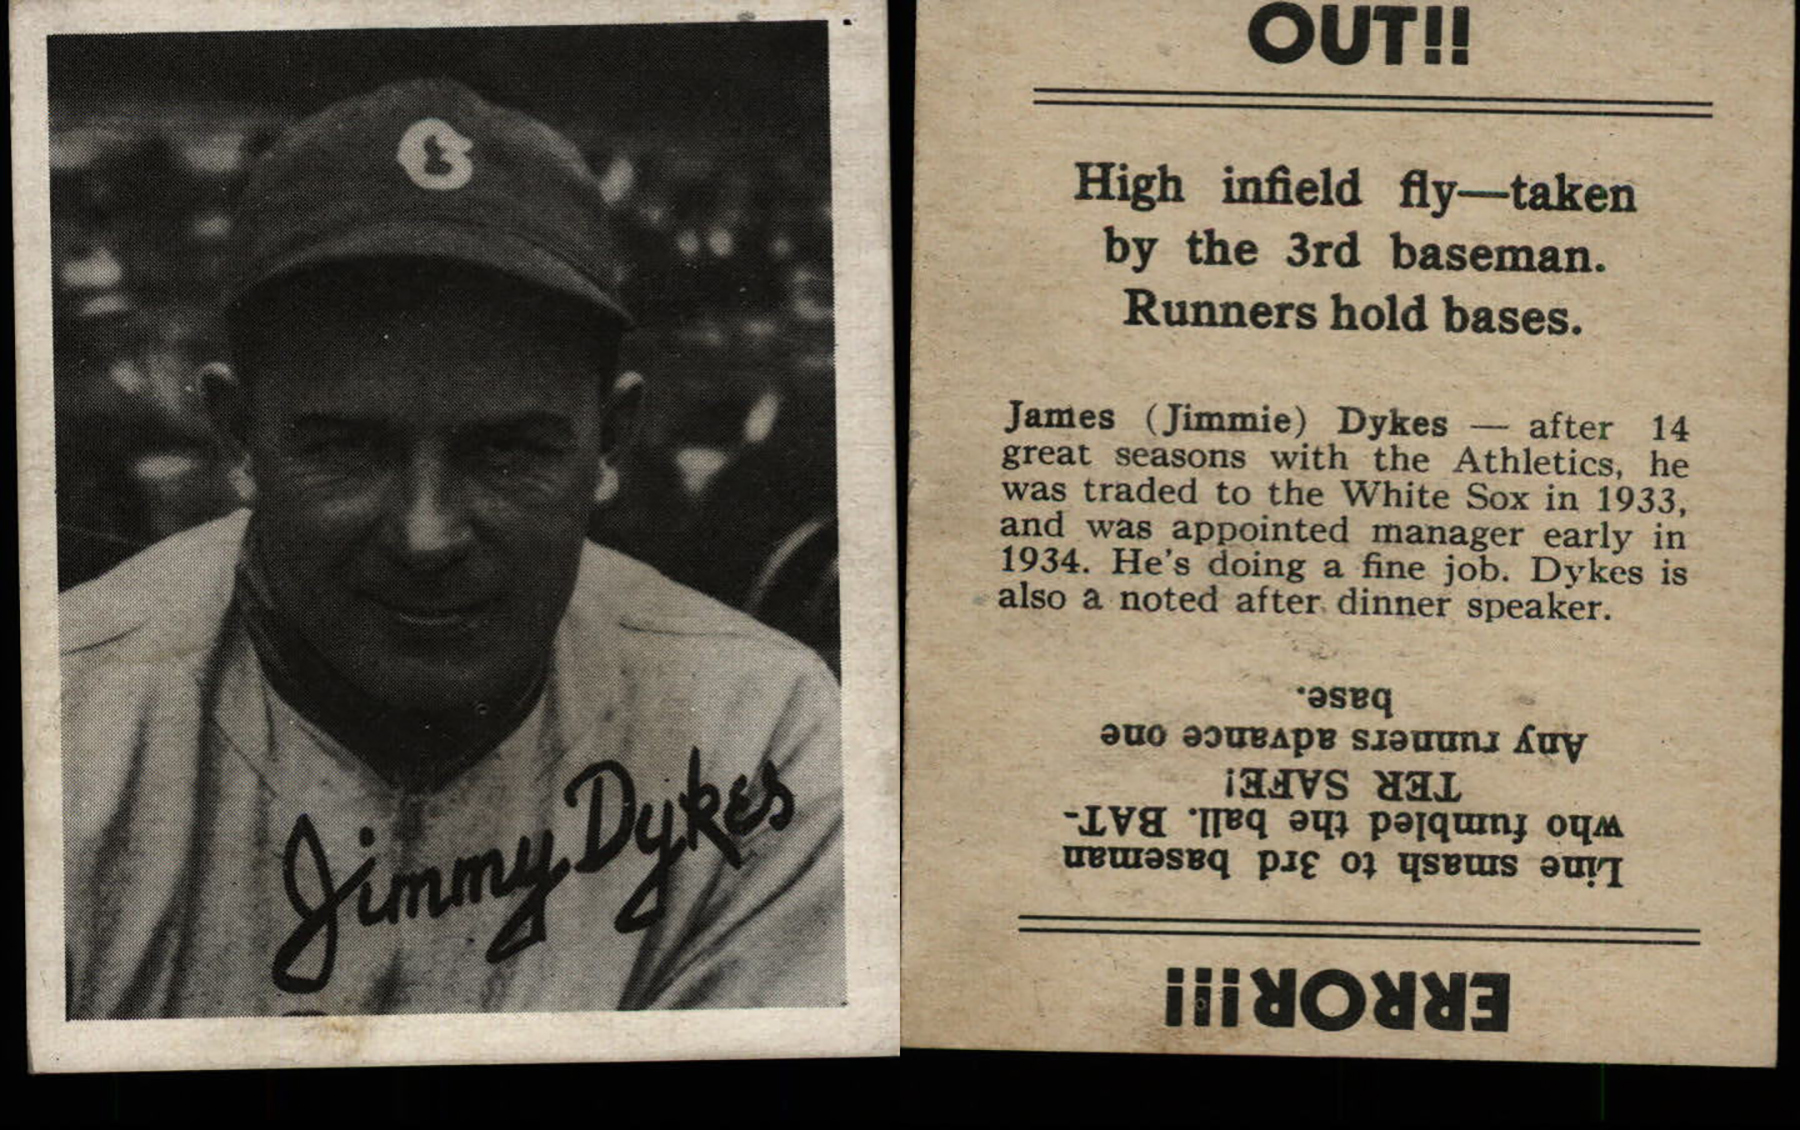 Jimmy Dykes
OUT!!
High infield fly—taken
by the 3rd baseman.
Runners hold bases.
James (Jimmie) Dykes — after 14
great seasons with the Athletics, he
was traded to the White Sox in 1933,
and was appointed manager early in
1934. He's doing a fine job. Dykes is
also a noted after dinner speaker.
ERROR!!!
Line smash to 3rd baseman
who fumbled the ball. BAT-
TER SAFE!
Any runners advance one
base.